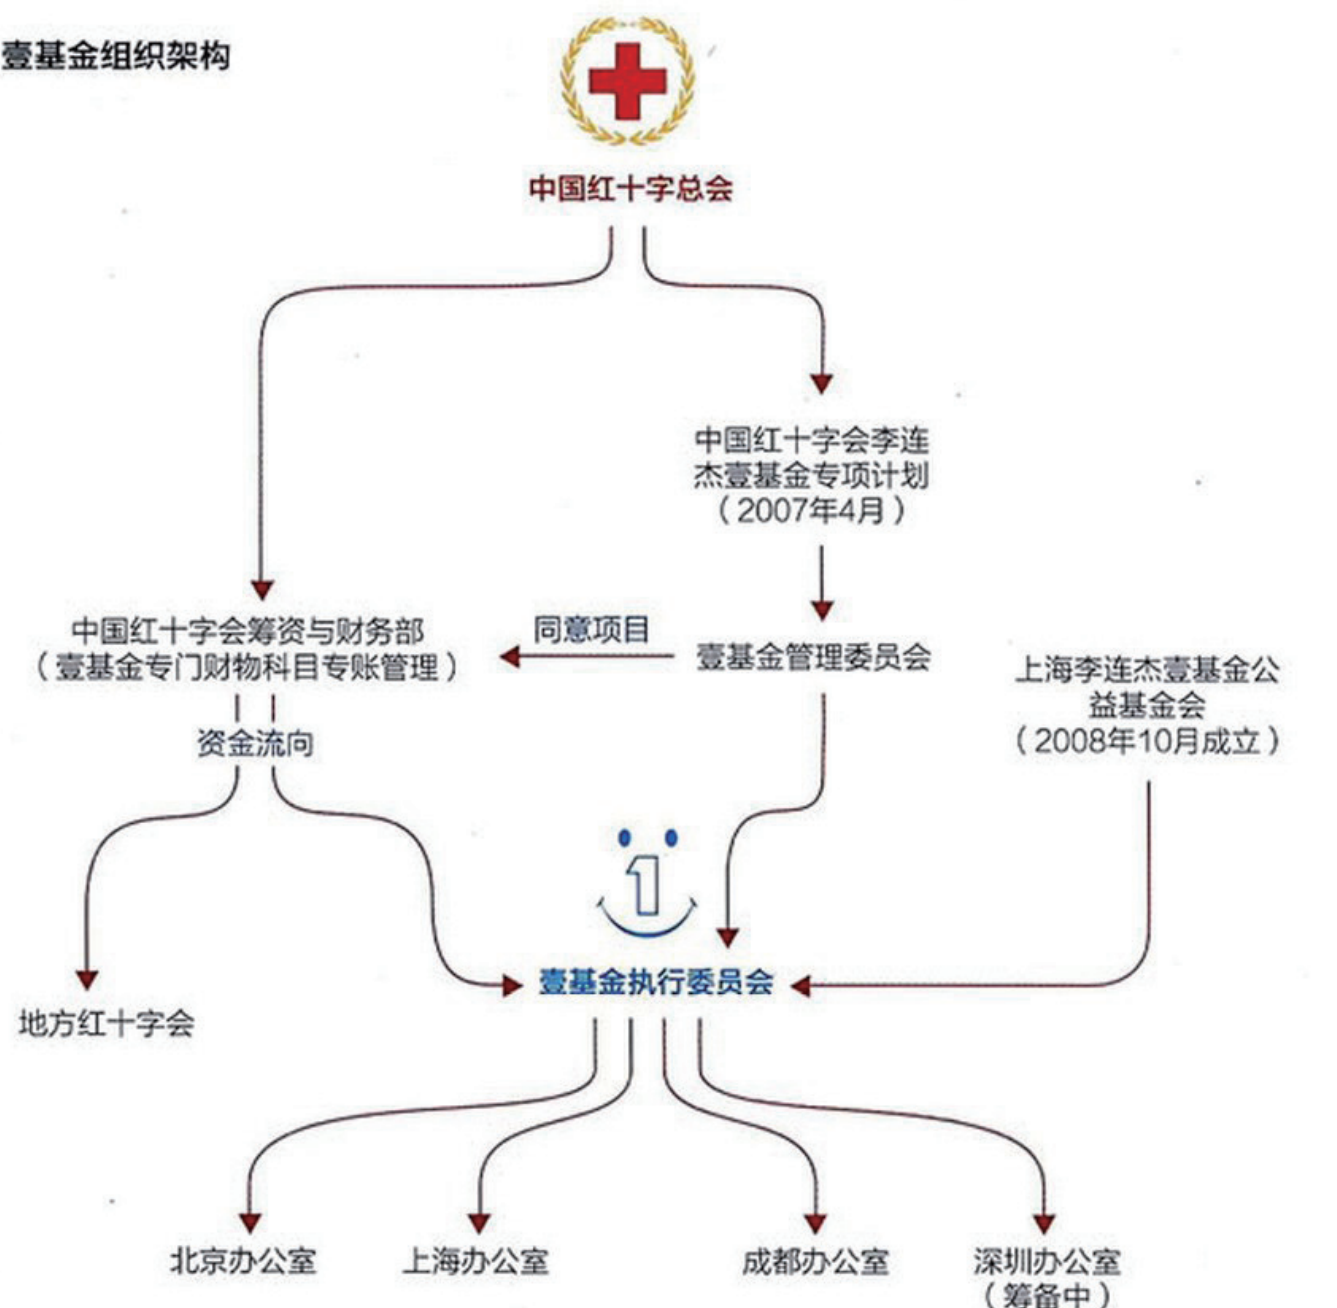 壹基金组织架构
中国红十字总会
中国红十字会李连
杰壹基金专项计划
（2007年4月）
中国红十字会筹资与财务部
（壹基金专门财物科目专账管理）
同意项目
壹基金管理委员会
上海李连杰壹基金公
益基金会
（2008年10月成立）
资金流向
1
壹基金执行委员会
地方红十字会
北京办公室
上海办公室
成都办公室
深圳办公室
（筹备中）